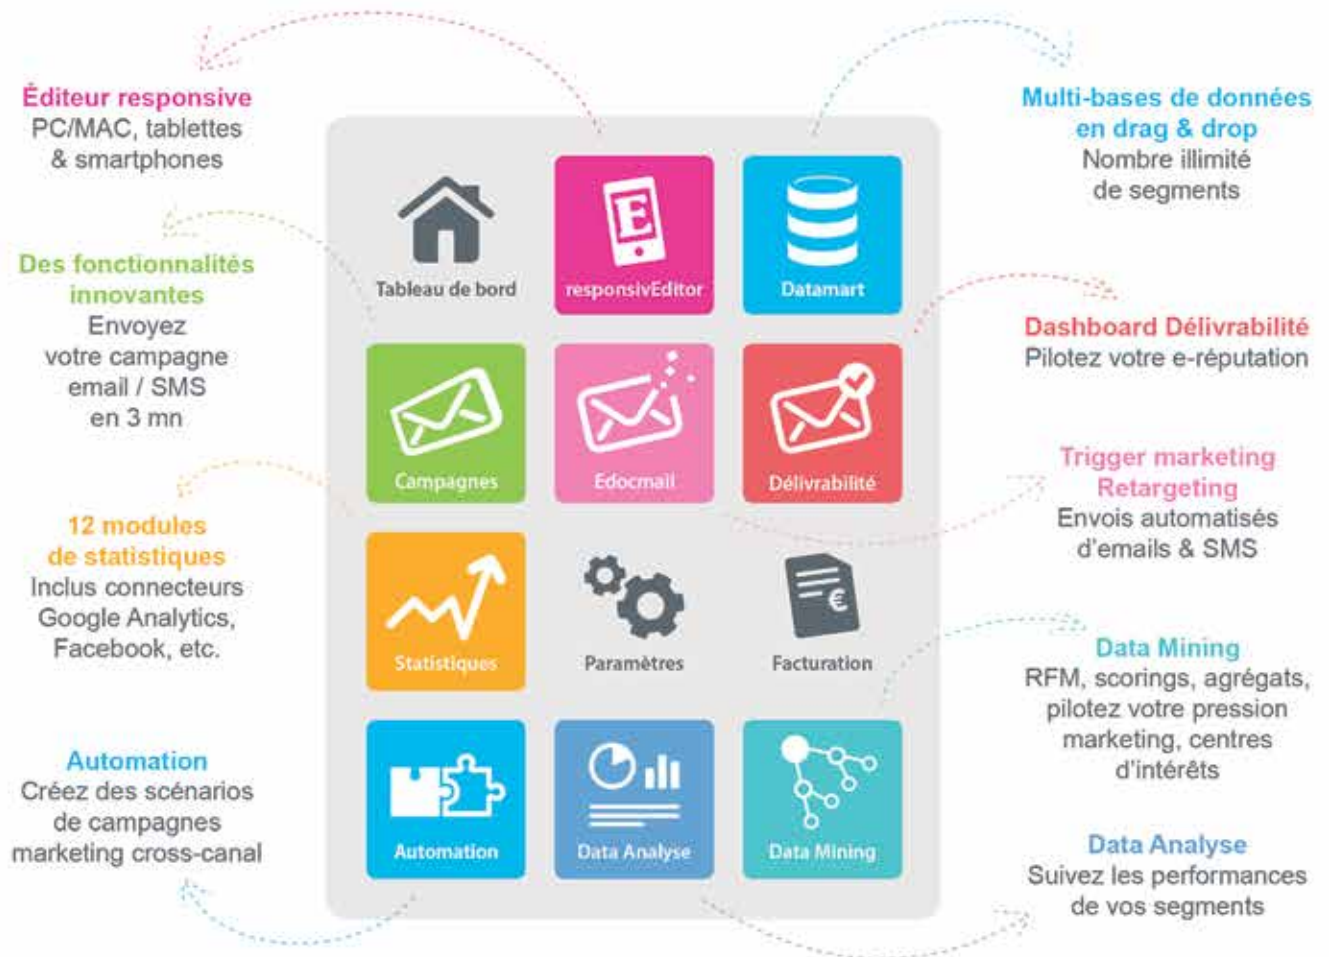 Éditeur responsive
PC/MAC, tablettes
& smartphones
Des fonctionnalités
innovantes
Envoyez
votre campagne
email / SMS
en 3 mn
12 modules
de statistiques
Inclus connecteurs
Google Analytics,
Facebook, etc.
Automation
Créez des scénarios
de campagnes
marketing cross-canal
Tableau de bord
E
responsivEditor
Datamart
Campagnes
Edocmail
Délivrabilité
Statistiques
Paramètres
€
Facturation
Automation
Data Analyse
Data Mining
Multi-bases de données
en drag & drop
Nombre illimité
de segments
Dashboard Délivrabilité
Pilotez votre e-réputation
Trigger marketing
Retargeting
Envois automatisés
d'emails & SMS
Data Mining
RFM, scorings, agrégats,
pilotez votre pression
marketing, centres
d'intérêts
Data Analyse
Suivez les performances
de vos segments